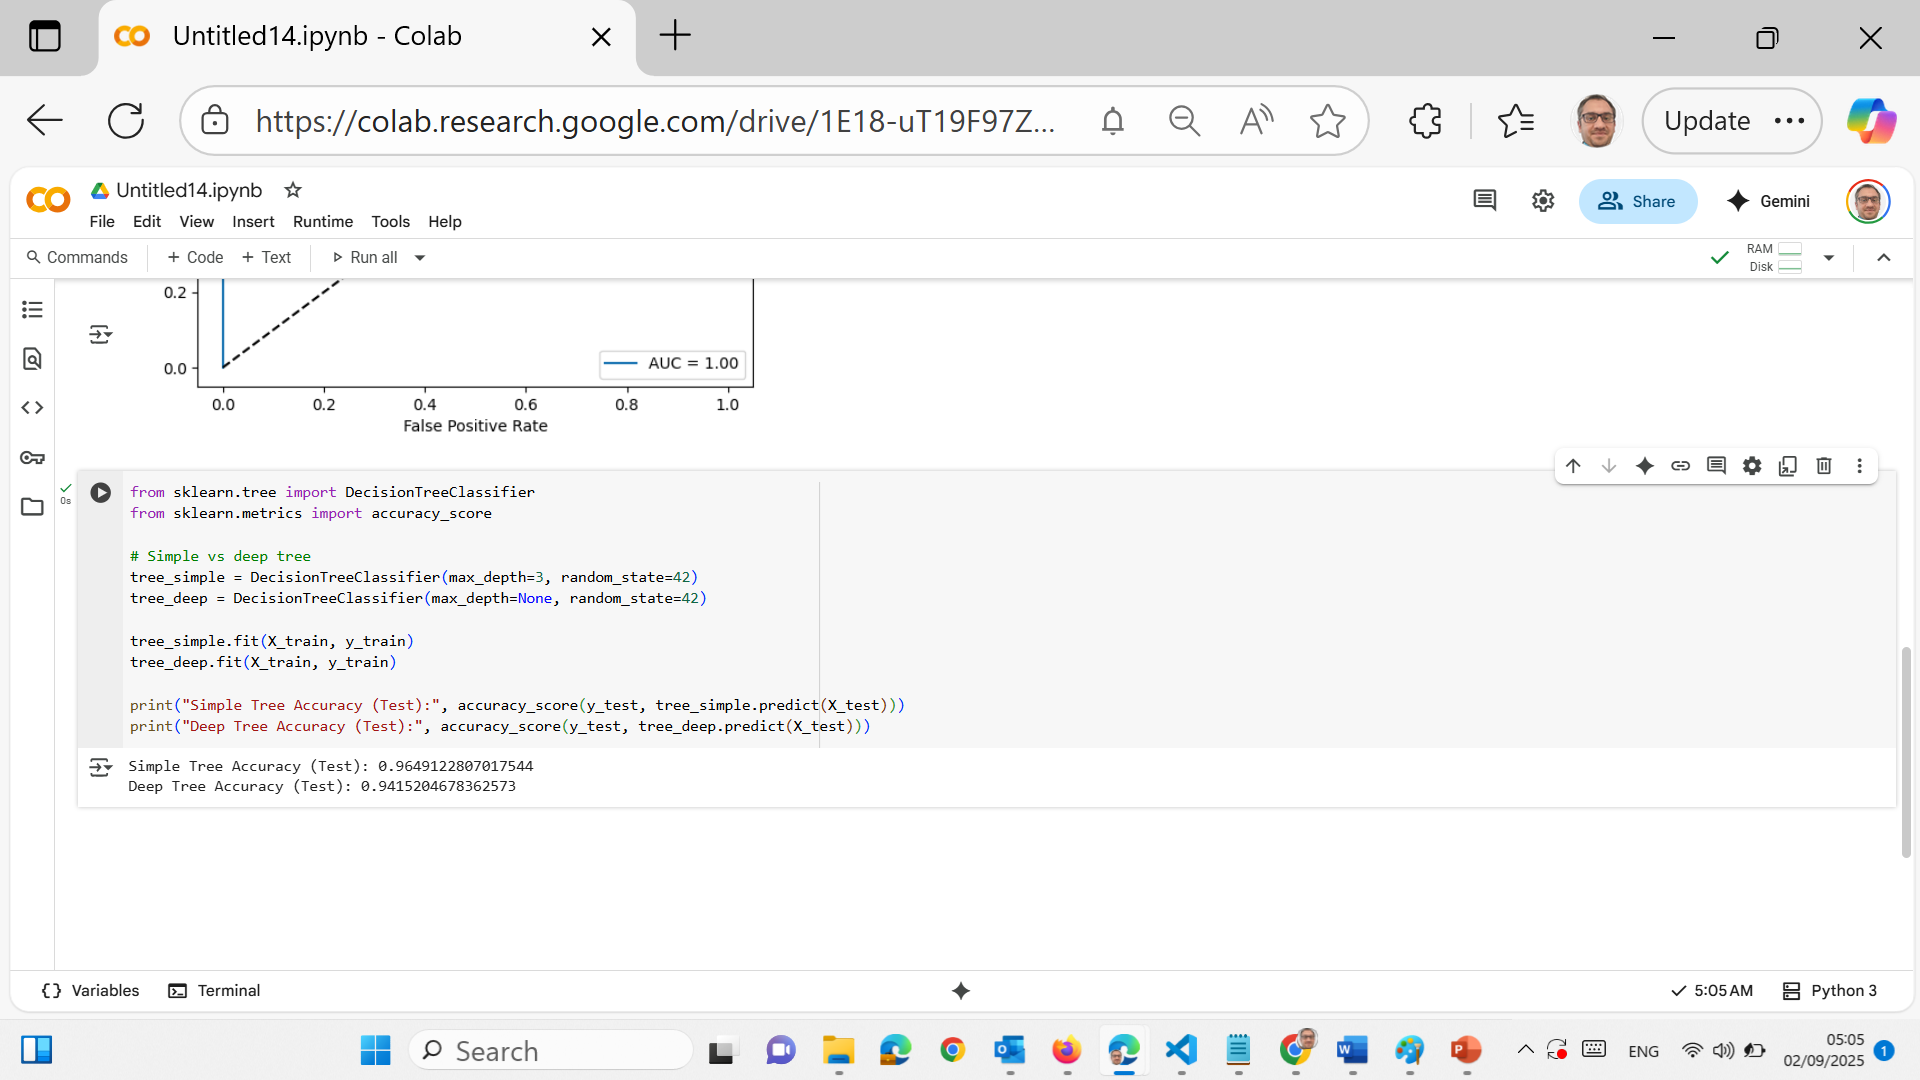 Untitled14.ipynb - Colab
https://colab.research.google.com/drive/1E18-uT19F97Z...
Update
Untitled14.ipynb
File Edit View Insert Runtime Tools Help
Share
Gemini
Commands
+ Code + Text
Run all
RAM
Disk
0.2
0.0
AUC = 1.00
0.0 0.2 0.4 0.6 0.8 1.0
False Positive Rate
0s
from sklearn.tree import DecisionTreeClassifier
from sklearn.metrics import accuracy_score
# Simple vs deep tree
tree_simple = DecisionTreeClassifier(max_depth=3, random_state=42)
tree_deep = DecisionTreeClassifier(max_depth=None, random_state=42)
tree_simple.fit(X_train, y_train)
tree_deep.fit(X_train, y_train)
print("Simple Tree Accuracy (Test):", accuracy_score(y_test, tree_simple.predict(X_test)))
print("Deep Tree Accuracy (Test):", accuracy_score(y_test, tree_deep.predict(X_test)))
Simple Tree Accuracy (Test): 0.9649122807017544
Deep Tree Accuracy (Test): 0.9415204678362573
Variables
Terminal
5:05 AM
Python 3
Search
ENG
05:05
02/09/2025
1